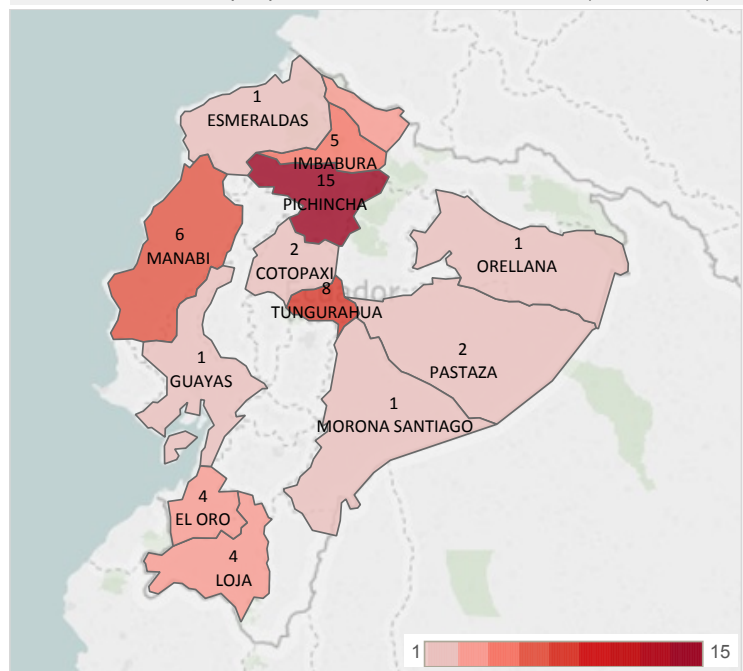 1
ESMERALDAS
5
IMBABURA
15
PICHINCHA
6
MANABI
2
COTOPAXI
1
ORELLANA
Ecuador
8
TUNGURAHUA
2
PASTAZA
1
GUAYAS
1
MORONA SANTIAGO
4
EL ORO
4
LOJA
1 15